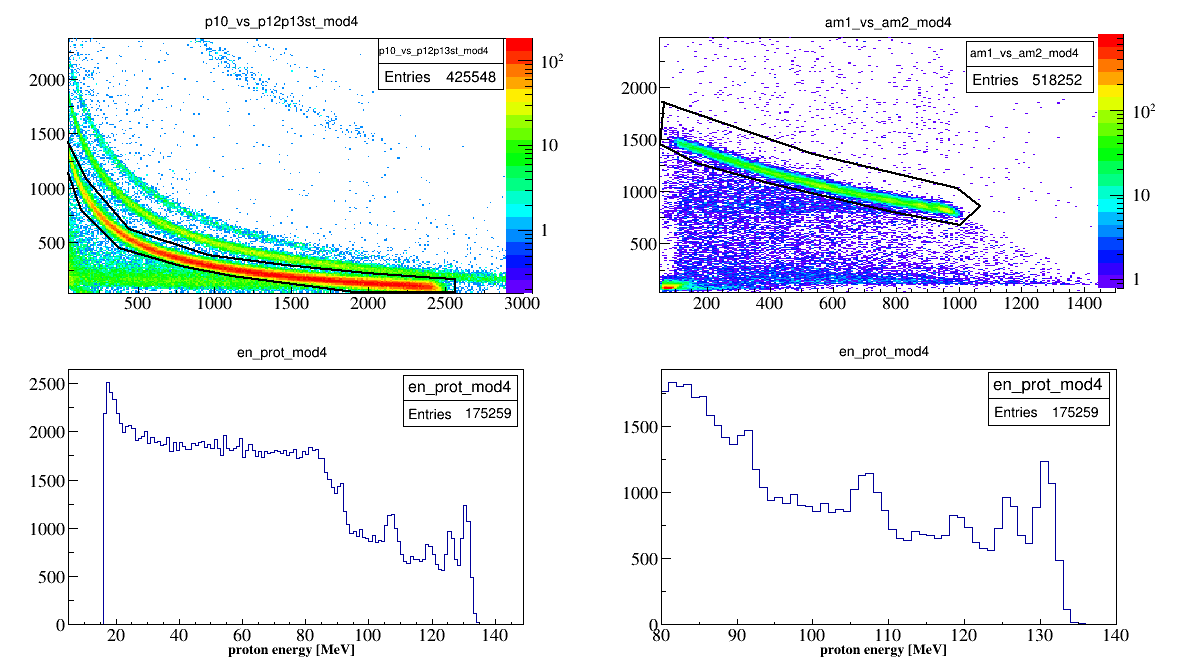 p10_vs_p12p13st_mod4
p10_vs_p12p13st_mod4
Entries 425548
2000
1500
1000
500
500 1000 1500 2000 2500 3000
10²
10
1
am1_vs_am2_mod4
am1_vs_am2_mod4
Entries 518252
2000
1500
1000
500
200 400 600 800 1000 1200 1400
10²
10
1
en_prot_mod4
en_prot_mod4
Entries 175259
2500
2000
1500
1000
500
0
20 40 60 80 100 120 140
proton energy [MeV]
en_prot_mod4
en_prot_mod4
Entries 175259
1500
1000
500
0
80 90 100 110 120 130 140
proton energy [MeV]